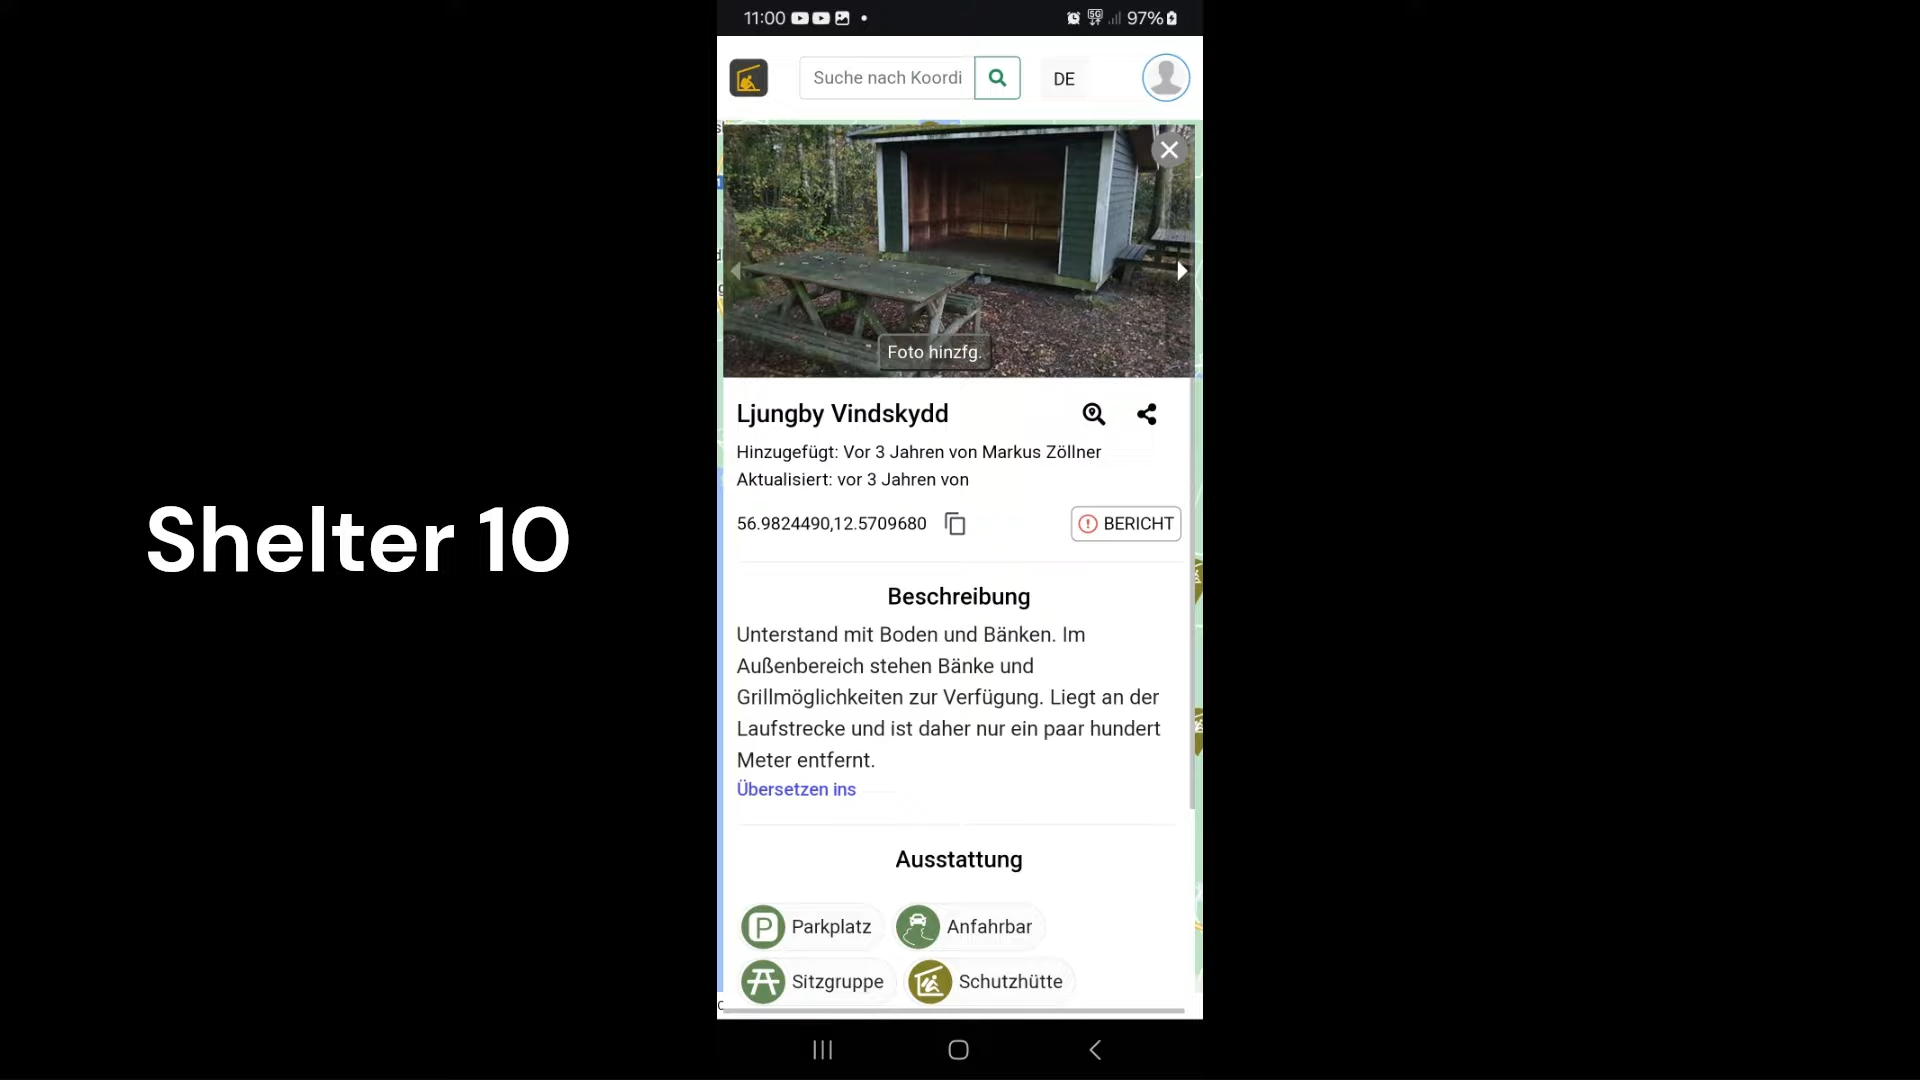 11:00
5G
97%
Suche nach Koordi
DE
Foto hinzfg.
Ljungby Vindskydd
Hinzugefügt: Vor 3 Jahren von Markus Zöllner
Aktualisiert: vor 3 Jahren von
56.9824490,12.5709680
BERICHT
Shelter 10
Beschreibung
Unterstand mit Boden und Bänken. Im
Außenbereich stehen Bänke und
Grillmöglichkeiten zur Verfügung. Liegt an der
Laufstrecke und ist daher nur ein paar hundert
Meter entfernt.
Übersetzen ins
Ausstattung
P Parkplatz
Anfahrbar
Sitzgruppe
Schutzhütte